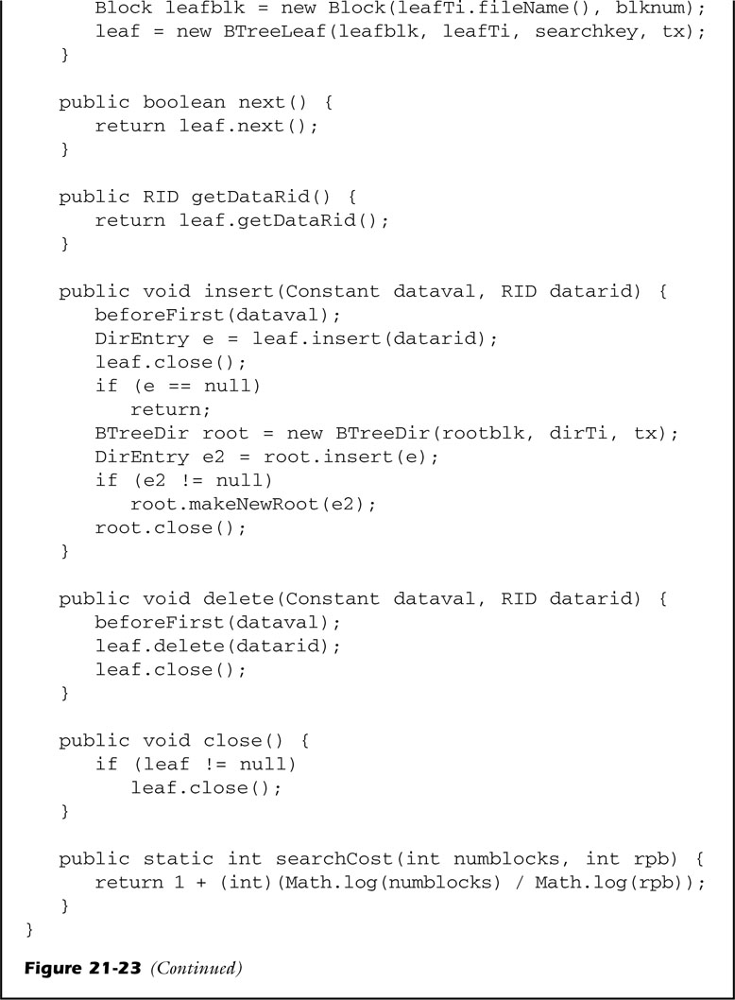 Block leafblk = new Block(leafTi.fileName(), blknum);
      leaf = new BTreeLeaf(leafblk, leafTi, searchkey, tx);
   }

   public boolean next() {
      return leaf.next();
   }

   public RID getDataRid() {
      return leaf.getDataRid();
   }

   public void insert(Constant dataval, RID datarid) {
      beforeFirst(dataval);
      DirEntry e = leaf.insert(datarid);
      leaf.close();
      if (e == null)
         return;
      BTreeDir root = new BTreeDir(rootblk, dirTi, tx);
      DirEntry e2 = root.insert(e);
      if (e2 != null)
         root.makeNewRoot(e2);
      root.close();
   }

   public void delete(Constant dataval, RID datarid) {
      beforeFirst(dataval);
      leaf.delete(datarid);
      leaf.close();
   }

   public void close() {
      if (leaf != null)
         leaf.close();
   }

   public static int searchCost(int numblocks, int rpb) {
      return 1 + (int)(Math.log(numblocks) / Math.log(rpb));
   }
}
Figure 21-23 (Continued)